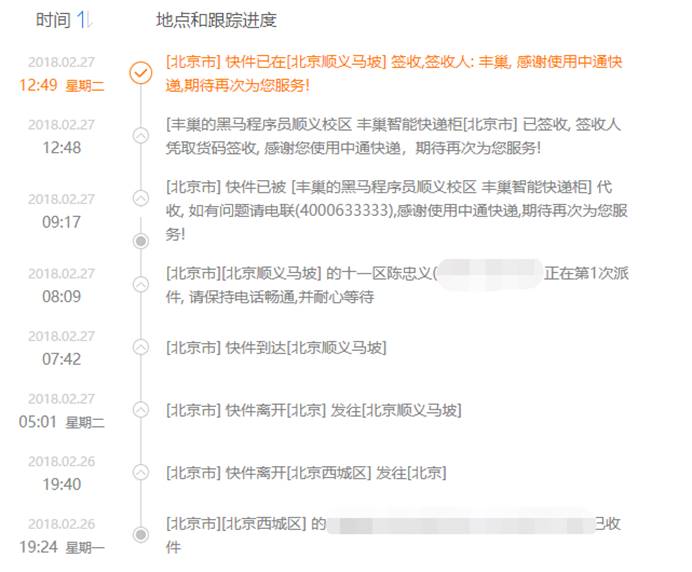 时间 地点和跟踪进度
2018.02.27
12:49 星期二
[北京市] 快件已在[北京顺义马坡] 签收,签收人: 丰巢, 感谢使用中通快
递,期待再次为您服务!
2018.02.27
12:48
[丰巢的黑马程序员顺义校区 丰巢智能快递柜[北京市] 已签收, 签收人
凭取货码签收, 感谢您使用中通快递，期待再次为您服务!
2018.02.27
09:17
[北京市] 快件已被 [丰巢的黑马程序员顺义校区 丰巢智能快递柜] 代
收, 如有问题请电联(4000633333),感谢使用中通快递,期待再次为您服
务!
2018.02.27
08:09
[北京市][北京顺义马坡] 的十一区陈忠义( 正在第1次派
件, 请保持电话畅通,并耐心等待
2018.02.27
07:42
[北京市] 快件到达[北京顺义马坡]
2018.02.27
05:01 星期二
[北京市] 快件离开[北京] 发往[北京顺义马坡]
2018.02.26
19:40
[北京市] 快件离开[北京西城区] 发往[北京]
2018.02.26
19:24 星期一
[北京市][北京西城区] 的 已收
件